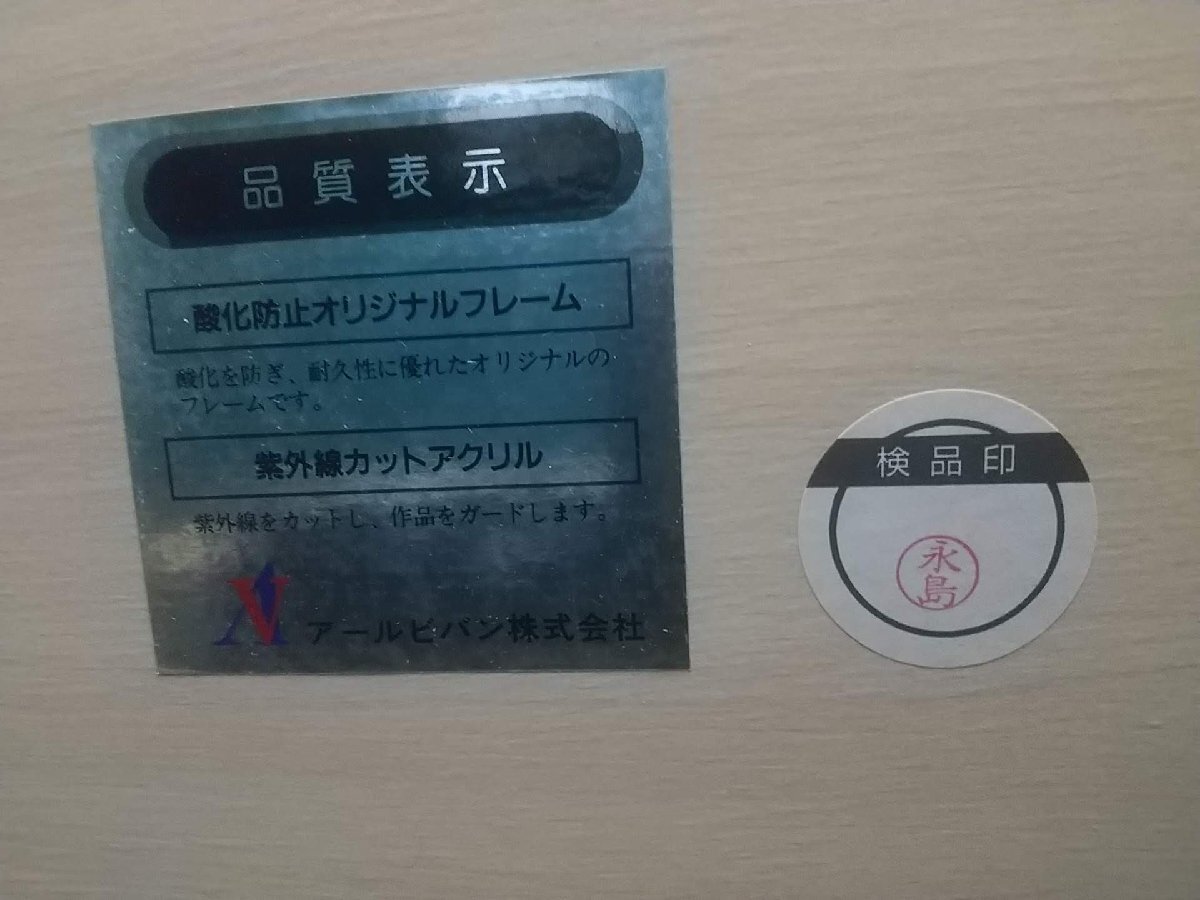 品質表示
酸化防止オリジナルフレーム
酸化を防ぎ、耐久性に優れたオリジナルの
フレームです。
紫外線カットアクリル
紫外線をカットし、作品をガードします。
アールビバン株式会社
検品印
永島